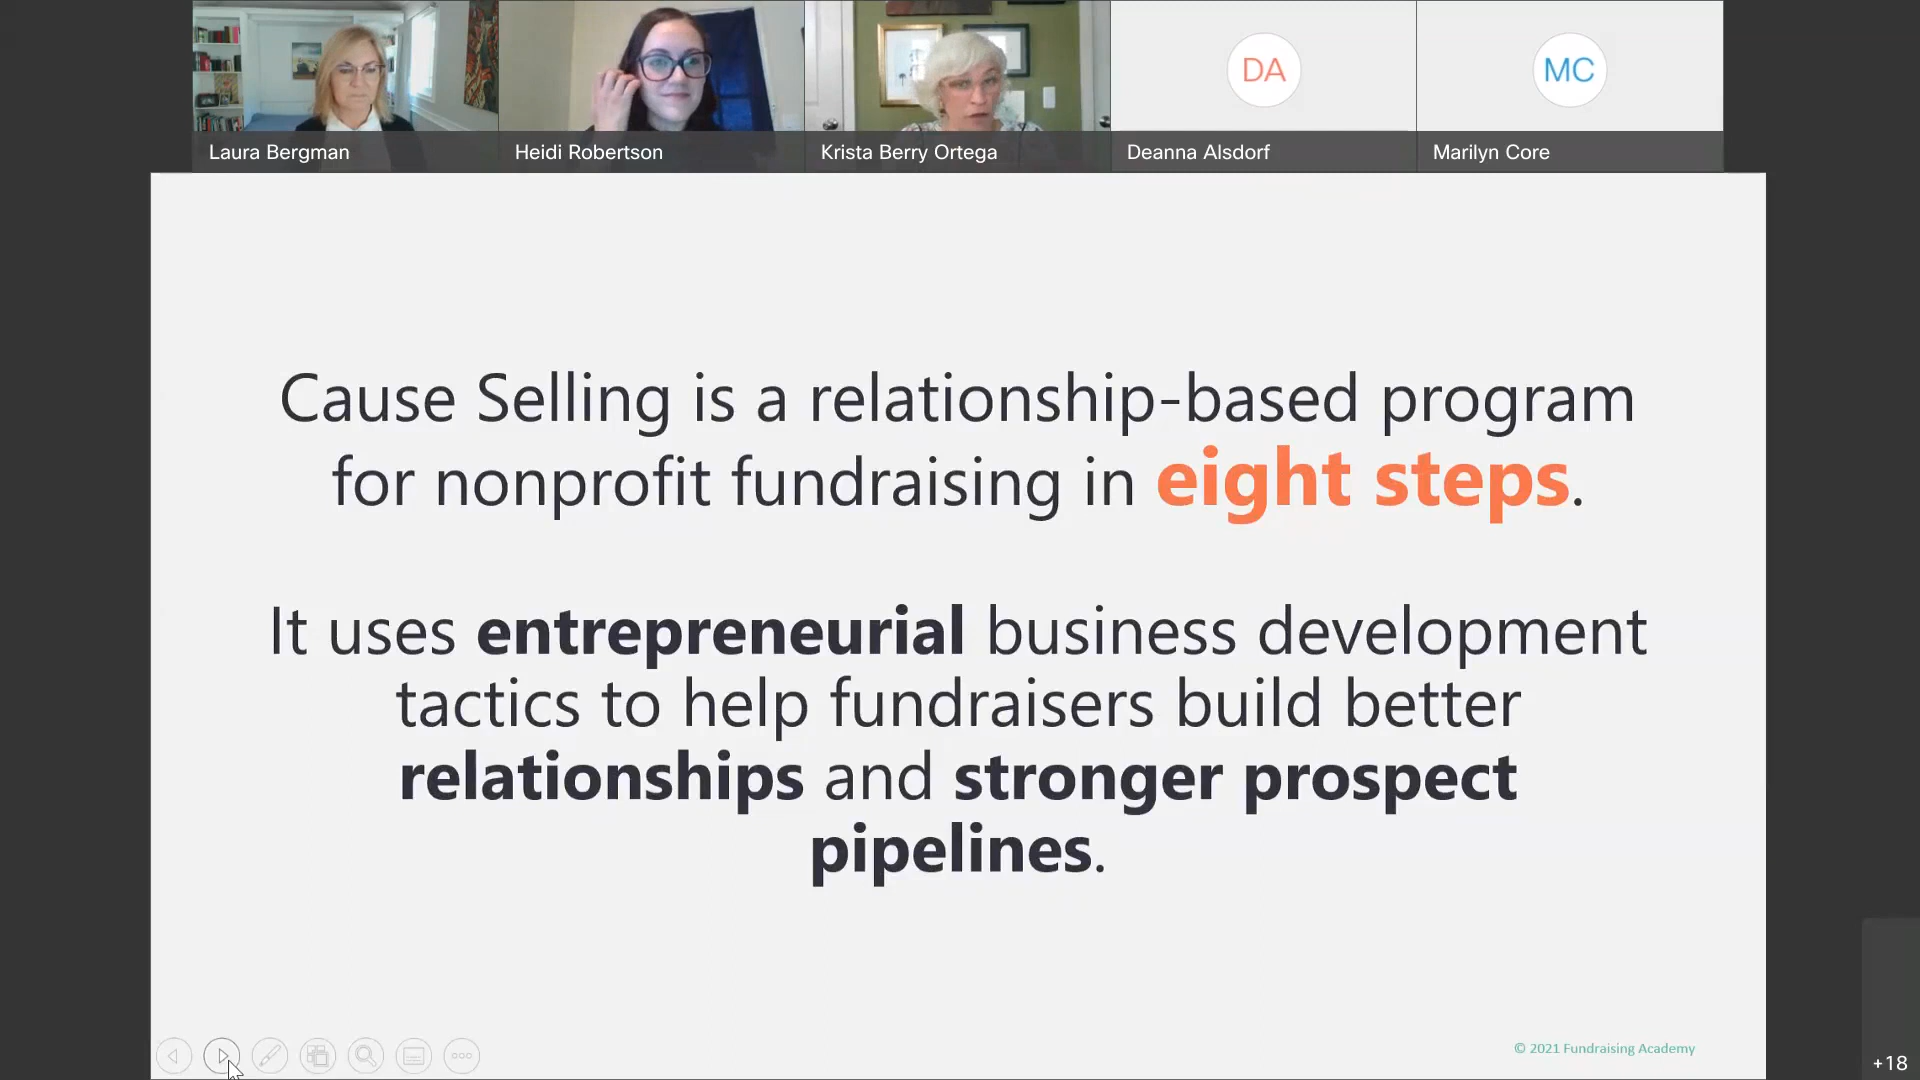 DA
MC
Laura Bergman
Heidi Robertson
Krista Berry Ortega
Deanna Alsdorf
Marilyn Core
Cause Selling is a relationship-based program
for nonprofit fundraising in eight steps.
It uses entrepreneurial business development
tactics to help fundraisers build better
relationships and stronger prospect
pipelines.
© 2021 Fundraising Academy
+18